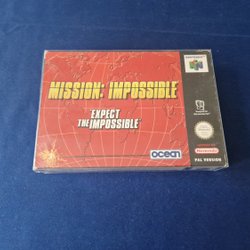 MISSION: IMPOSSIBLE
"EXPECT
THE IMPOSSIBLE"
ocean
Nintendo
PAL VERSION